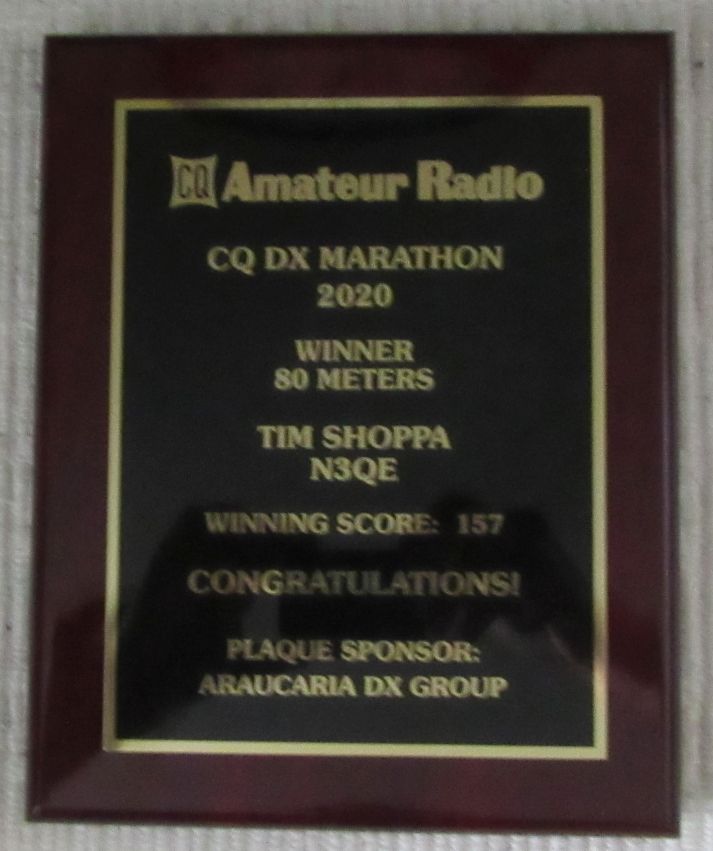 CQ Amateur Radio
CQ DX MARATHON
2020
WINNER
80 METERS
TIM SHOPPA
N3QE
WINNING SCORE: 157
CONGRATULATIONS!
PLAQUE SPONSOR:
ARAUCARIA DX GROUP